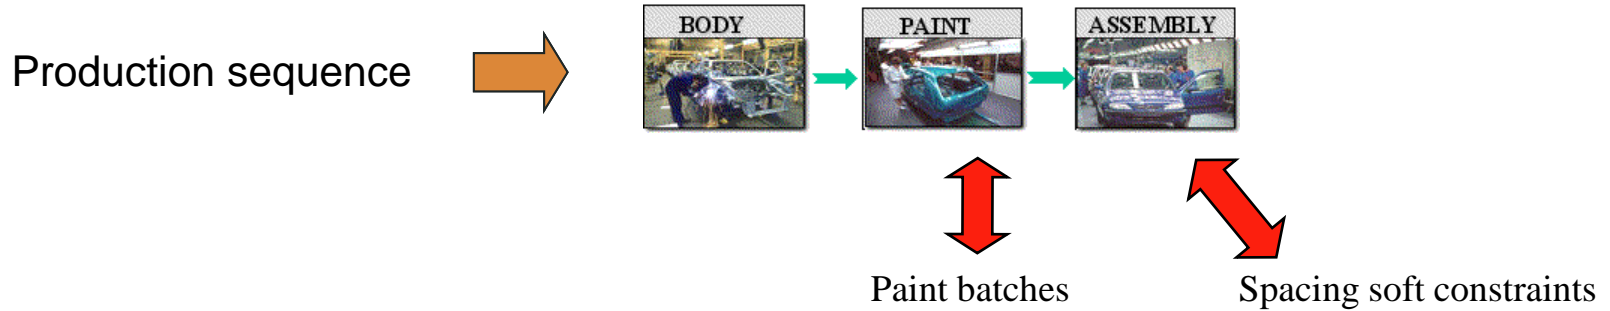 BODY
PAINT
ASSEMBLY
Production sequence
Paint batches
Spacing soft constraints